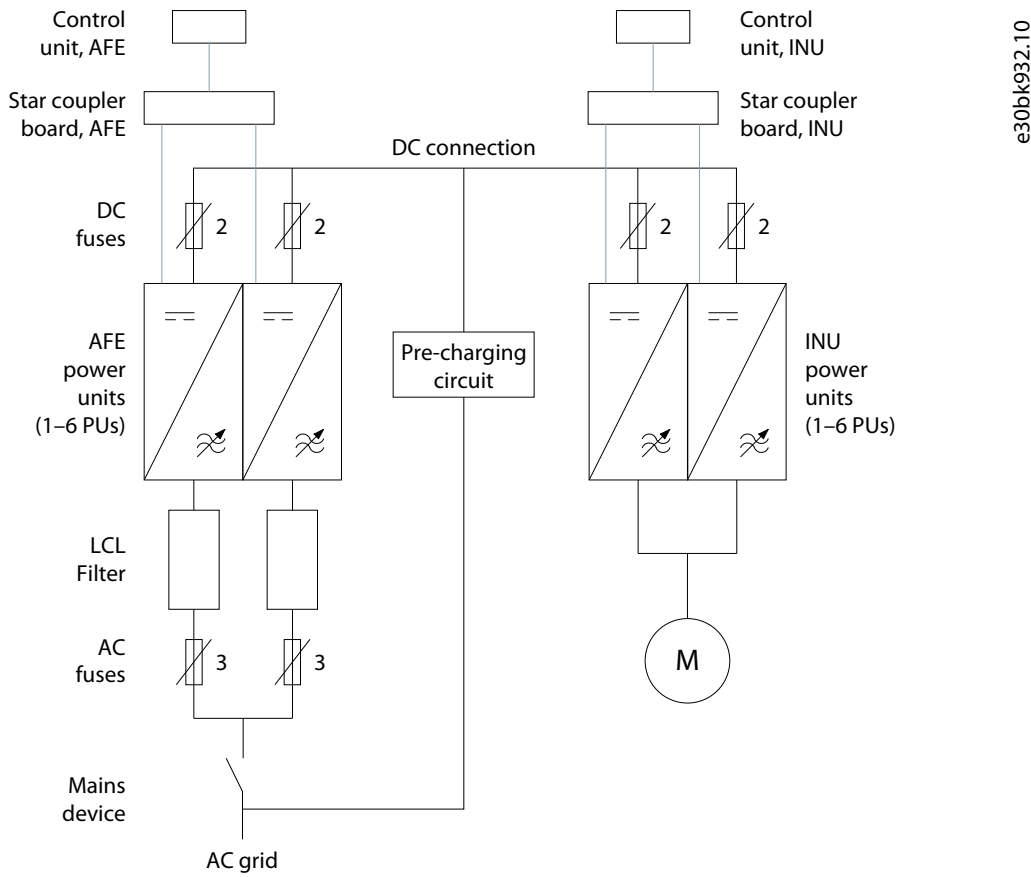 Control
unit, AFE
Control
unit, INU
e30bk932.10
Star coupler
board, AFE
Star coupler
board, INU
DC connection
DC
fuses
2
2
2
2
AFE
power
units
(1–6 PUs)
Pre-charging
circuit
INU
power
units
(1–6 PUs)
LCL
Filter
AC
fuses
3
3
M
Mains
device
AC grid